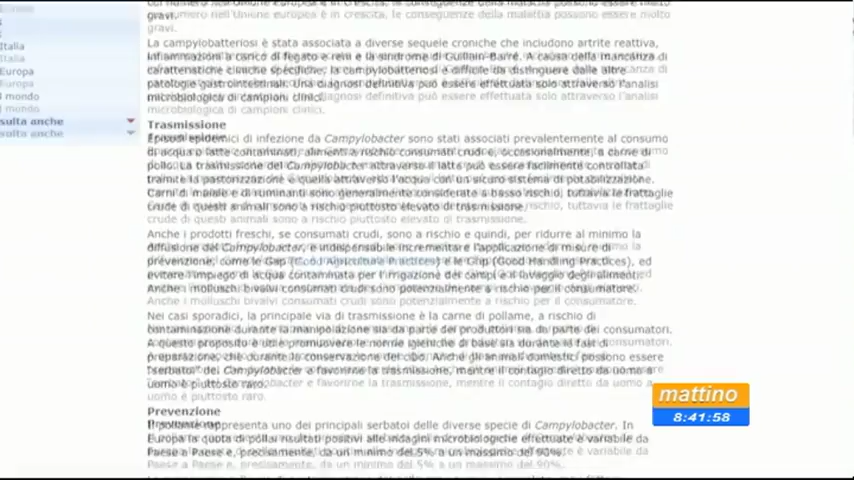 Italia
Europa
l mondo
sulta anche
gravi.
La campylobatteriosi è stata associata a diverse sequele croniche che includono artrite reattiva,
infiammazioni a carico di fegato e reni e la sindrome di Guillain-Barré. A causa della mancanza di
caratteristiche cliniche specifiche, la campylobatteriosi è difficile da distinguere dalle altre
patologie gastrointestinali. Una diagnosi definitiva può essere effettuata solo attraverso l'analisi
microbiologica di campioni clinici.
Trasmissione
Episodi epidemici di infezione da Campylobacter sono stati associati prevalentemente al consumo
di acqua o latte contaminati, alimenti a rischio se consumati crudi e, occasionalmente, a carne di
pollo. La trasmissione del Campylobacter attraverso il latte può essere facilmente controllata
tramite la pastorizzazione e quella attraverso l'acqua con un sicuro sistema di potabilizzazione.
Carni di maiale e di ruminanti sono generalmente considerate a basso rischio, tuttavia le frattaglie
crude di questi animali sono a rischio piuttosto elevato di trasmissione.
Anche i prodotti freschi, se consumati crudi, sono a rischio e quindi, per ridurre al minimo la
diffusione del Campylobacter, è indispensabile incrementare l'applicazione di misure di
prevenzione, come le Gap (Good Agriculture Practices) e le Ghp (Good Handling Practices), ed
evitare l'impiego di acqua contaminata per l'irrigazione dei campi e il lavaggio degli alimenti.
Anche i molluschi bivalvi consumati crudi sono potenzialmente a rischio per il consumatore.
Nei casi sporadici, la principale via di trasmissione è la carne di pollame, a rischio di
contaminazione durante la manipolazione sia da parte dei produttori sia da parte dei consumatori.
A questo proposito è utile promuovere le norme igieniche di base sia durante le fasi di
preparazione, che durante la conservazione del cibo. Anche gli animali domestici possono essere
"serbatoi" del Campylobacter e favorirne la trasmissione, mentre il contagio diretto da uomo a
uomo è piuttosto raro.
Prevenzione
Il pollame rappresenta uno dei principali serbatoi delle diverse specie di Campylobacter. In
Europa la quota di polli risultati positivi alle indagini microbiologiche effettuate è variabile da
Paese a Paese e, precisamente, da un minimo del 5% a un massimo del 90%.
mattino
8:41:58